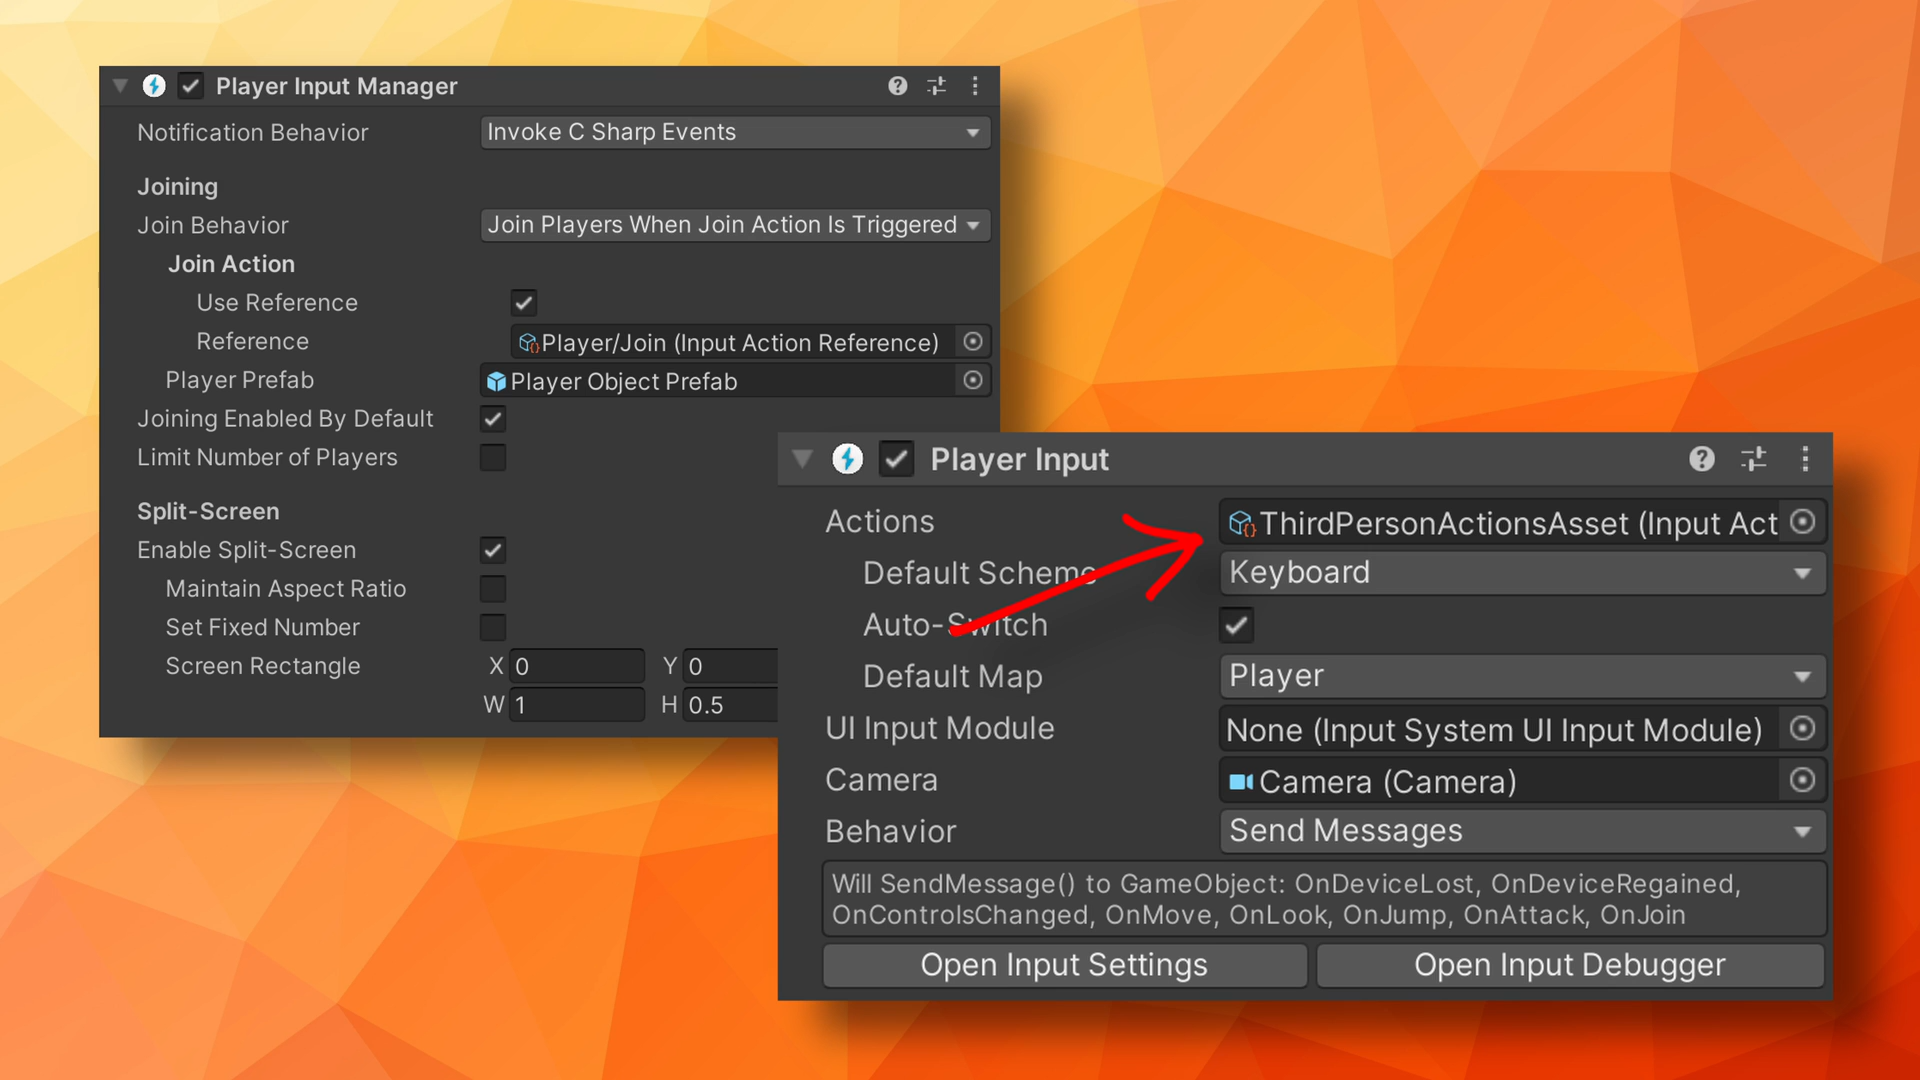 Player Input Manager
Notification Behavior Invoke C Sharp Events
Joining
Join Behavior Join Players When Join Action Is Triggered
Join Action
Use Reference
Reference Player/Join (Input Action Reference)
Player Prefab Player Object Prefab
Joining Enabled By Default
Limit Number of Players
Split-Screen
Enable Split-Screen
Maintain Aspect Ratio
Set Fixed Number
Screen Rectangle X 0 Y 0
W 1 H 0.5
Player Input
Actions ThirdPersonActionsAsset (Input Act
Default Scheme Keyboard
Auto-Switch
Default Map Player
UI Input Module None (Input System UI Input Module)
Camera Camera (Camera)
Behavior Send Messages
Will SendMessage() to GameObject: OnDeviceLost, OnDeviceRegained,
OnControlsChanged, OnMove, OnLook, OnJump, OnAttack, OnJoin
Open Input Settings Open Input Debugger